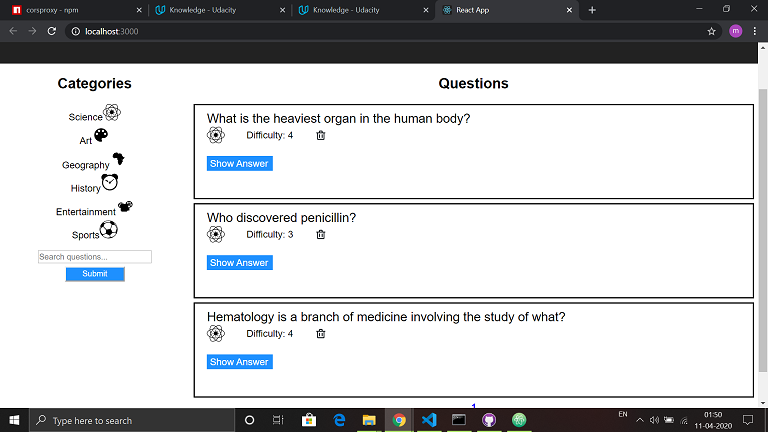 corsproxy - npm
Knowledge - Udacity
Knowledge - Udacity
React App
localhost:3000
m
Categories
Science
Art
Geography
History
Entertainment
Sports
Search questions...
Submit
Questions
What is the heaviest organ in the human body?
Difficulty: 4
Show Answer
Who discovered penicillin?
Difficulty: 3
Show Answer
Hematology is a branch of medicine involving the study of what?
Difficulty: 4
Show Answer
1
Type here to search
EN
01:50
11-04-2020